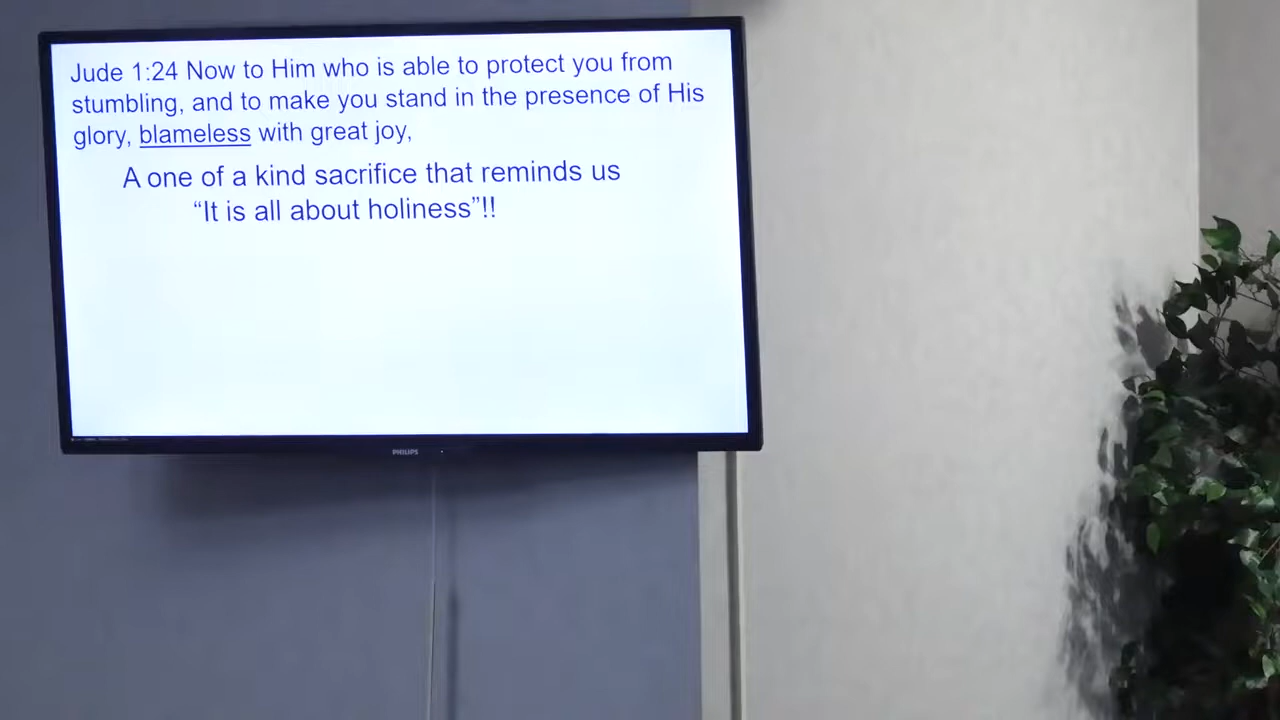 Jude 1:24 Now to Him who is able to protect you from
stumbling, and to make you stand in the presence of His
glory, blameless with great joy,
A one of a kind sacrifice that reminds us
“It is all about holiness”!!
PHILIPS